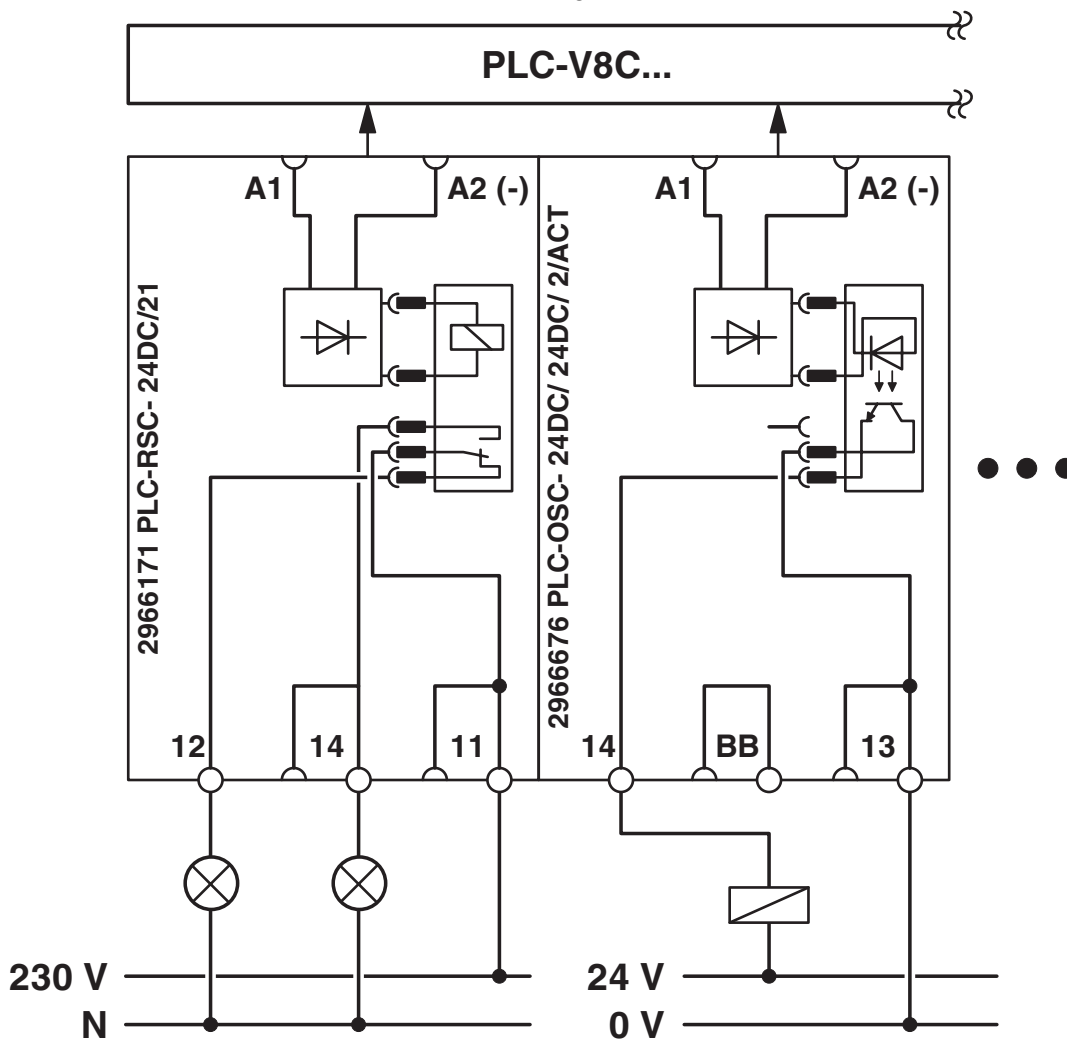 PLC-V8C...
A1
A2 (-)
A1
A2 (-)
2966171 PLC-RSC- 24DC/21
2966676 PLC-OSC- 24DC/ 24DC/ 2/ACT
12
14
11
14
BB
13
230 V
24 V
N
0 V